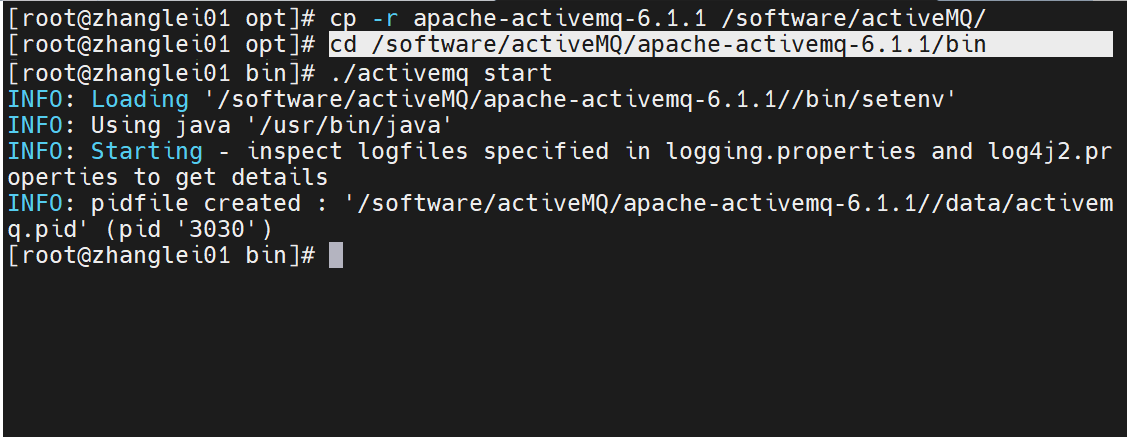 [root@zhanglei01 opt]# cp -r apache-activemq-6.1.1 /software/activeMQ/
[root@zhanglei01 opt]# cd /software/activeMQ/apache-activemq-6.1.1/bin
[root@zhanglei01 bin]# ./activemq start
INFO: Loading '/software/activeMQ/apache-activemq-6.1.1//bin/setenv'
INFO: Using java '/usr/bin/java'
INFO: Starting - inspect logfiles specified in logging.properties and log4j2.pr
operties to get details
INFO: pidfile created : '/software/activeMQ/apache-activemq-6.1.1//data/activem
q.pid' (pid '3030')
[root@zhanglei01 bin]#